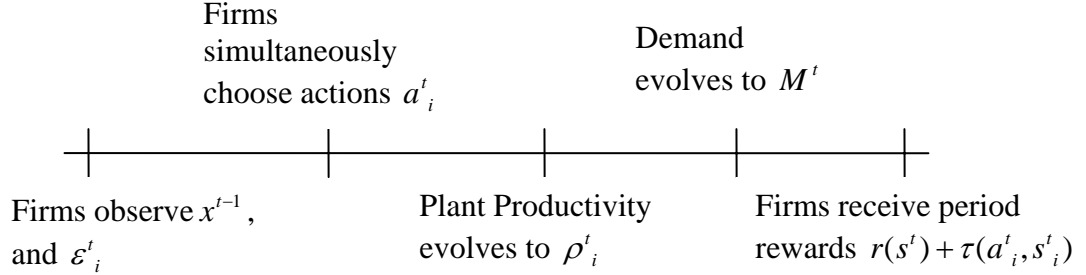 Firms
simultaneously
choose actions a^t_i
Demand
evolves to M^t
Firms observe x^{t-1} ,
and ε^t_i
Plant Productivity
evolves to ρ^t_i
Firms receive period
rewards r(s^t) + τ(a^t_i, s^t_i)